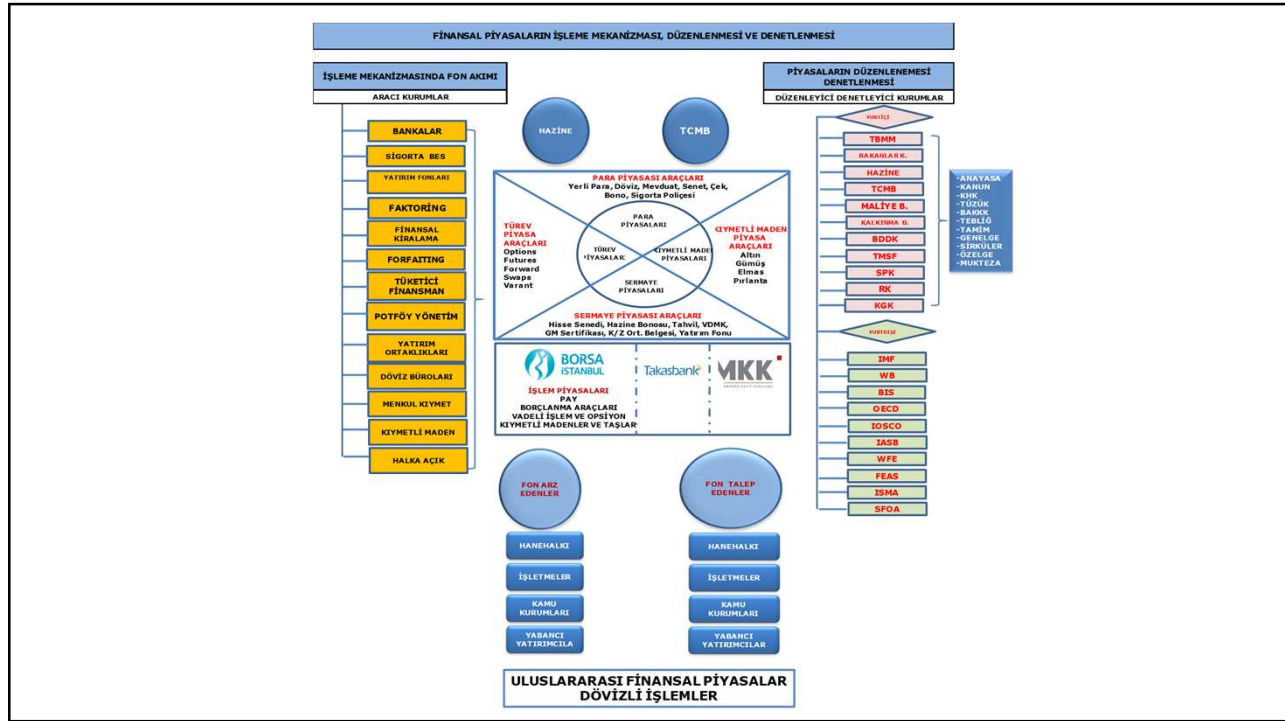 FİNANSAL PİYASALARIN İŞLEME MEKANİZMASI, DÜZENLENMESİ VE DENETLENMESİ
İŞLEME MEKANİZMASINDA FON AKIMI
ARACI KURUMLAR
BANKALAR
SİGORTA BES
YATIRIM FONLARI
FAKTORİNG
FİNANSAL
KİRALAMA
FORFAITING
TÜKETİCİ
FİNANSMAN
POTFÖY YÖNETİM
YATIRIM
ORTAKLIKLARI
DÖVİZ BÜROLARI
MENKUL KIYMET
KIYMETLİ MADEN
HALKA AÇIK
HAZİNE
TCMB
PARA PİYASASI ARAÇLARI
Yerli Para, Döviz, Mevduat, Senet, Çek,
Bono, Sigorta Poliçesi
TÜREV
PİYASA
ARAÇLARI
Options
Futures
Forward
Swaps
Varant
PARA
PİYASALARI
TÜREV
PİYASALAR
KIYMETLİ MADE
PİYASALARI
SERMAYE
PİYASALARI
KIYMETLİ MADEN
PİYASA
ARAÇLARI
Altın
Gümüş
Elmas
Pırlanta
SERMAYE PİYASASI ARAÇLARI
Hisse Senedi, Hazine Bonosu, Tahvil, VDMK,
GM Sertifikası, K/Z Ort. Belgesi, Yatırım Fonu
BORSA
İSTANBUL
İŞLEM PİYASALARI
PAY
BORÇLANMA ARAÇLARI
VADELİ İŞLEM VE OPSİYON
KIYMETLİ MADENLER VE TAŞLAR
Takasbank
MKK
FON ARZ
EDENLER
HANEHALKI
İŞLETMELER
KAMU
KURUMLARI
YABANCI
YATIRIMCILA
FON TALEP
EDENLER
HANEHALKI
İŞLETMELER
KAMU
KURUMLARI
YABANCI
YATIRIMCILAR
PİYASALARIN DÜZENLENEMESİ
DENETLENMESİ
DÜZENLEYİCİ DENETLEYİCİ KURUMLAR
YURTİÇİ
TBMM
BAKANLAR K.
HAZİNE
TCMB
MALİYE B.
KALKINMA B.
BDDK
TMSF
SPK
RK
KGK
-ANAYASA
-KANUN
-KHK
-TÜZÜK
-BAKKK
-TEBLİĞ
-TAMİM
-GENELGE
-SİRKÜLER
-ÖZELGE
-MUKTEZA
YURTDIŞI
IMF
WB
BIS
OECD
IOSCO
IASB
WFE
FEAS
ISMA
SFOA
ULUSLARARASI FİNANSAL PİYASALAR
DÖVİZLİ İŞLEMLER